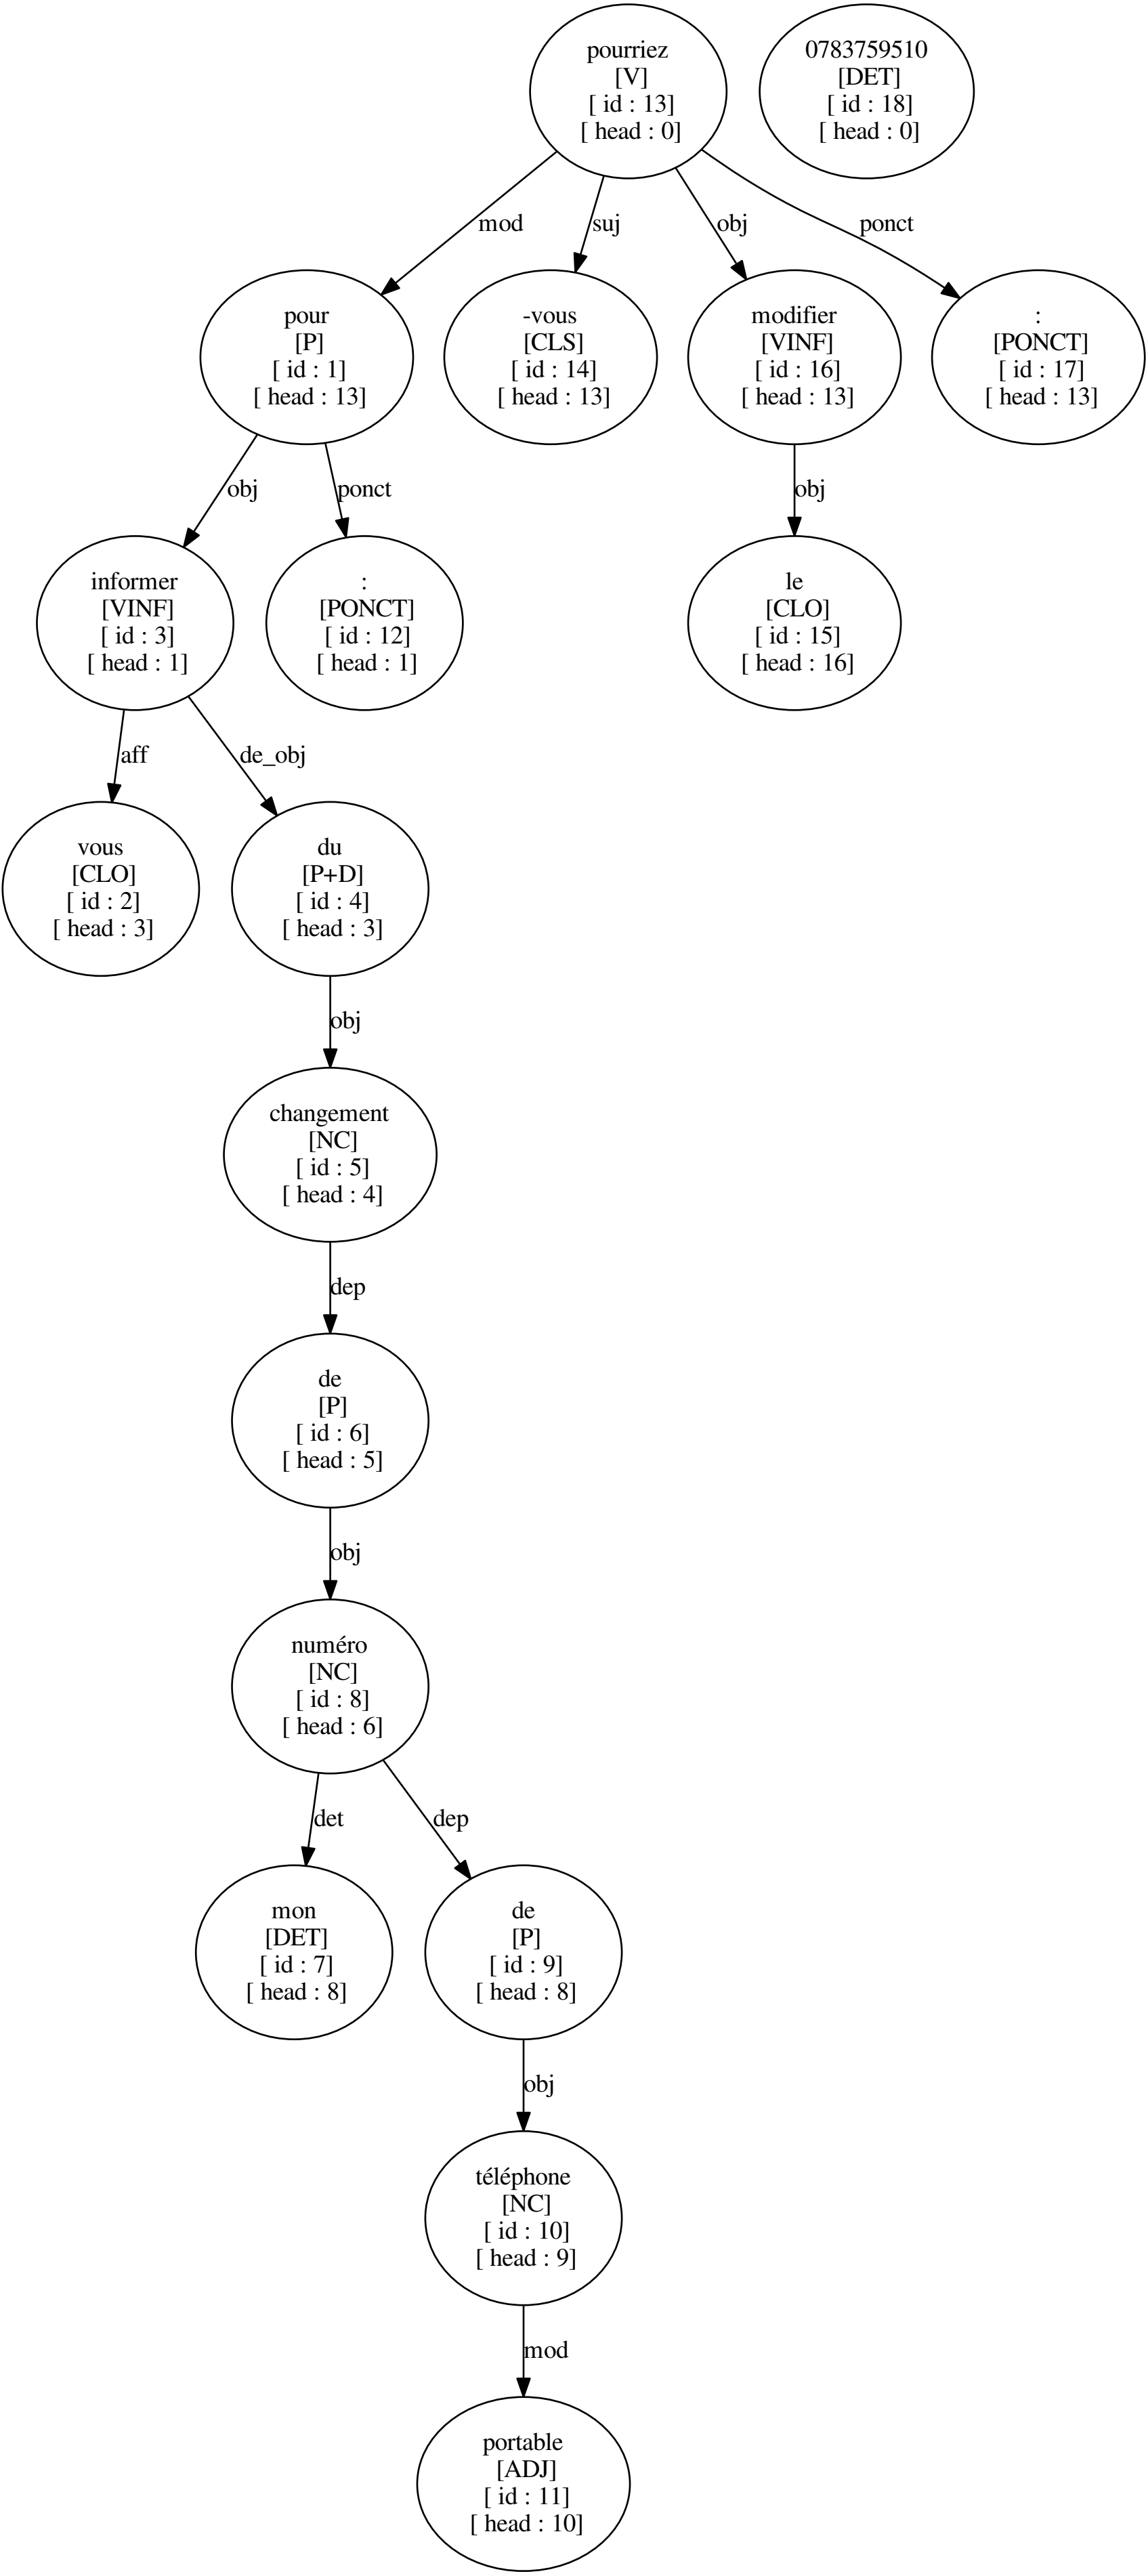 pourriez
[V]
[ id : 13]
[ head : 0]
0783759510
[DET]
[ id : 18]
[ head : 0]
mod
suj
obj
ponct
pour
[P]
[ id : 1]
[ head : 13]
-vous
[CLS]
[ id : 14]
[ head : 13]
modifier
[VINF]
[ id : 16]
[ head : 13]
:
[PONCT]
[ id : 17]
[ head : 13]
obj
ponct
obj
informer
[VINF]
[ id : 3]
[ head : 1]
:
[PONCT]
[ id : 12]
[ head : 1]
le
[CLO]
[ id : 15]
[ head : 16]
aff
de_obj
vous
[CLO]
[ id : 2]
[ head : 3]
du
[P+D]
[ id : 4]
[ head : 3]
obj
changement
[NC]
[ id : 5]
[ head : 4]
dep
de
[P]
[ id : 6]
[ head : 5]
obj
numéro
[NC]
[ id : 8]
[ head : 6]
det
dep
mon
[DET]
[ id : 7]
[ head : 8]
de
[P]
[ id : 9]
[ head : 8]
obj
téléphone
[NC]
[ id : 10]
[ head : 9]
mod
portable
[ADJ]
[ id : 11]
[ head : 10]